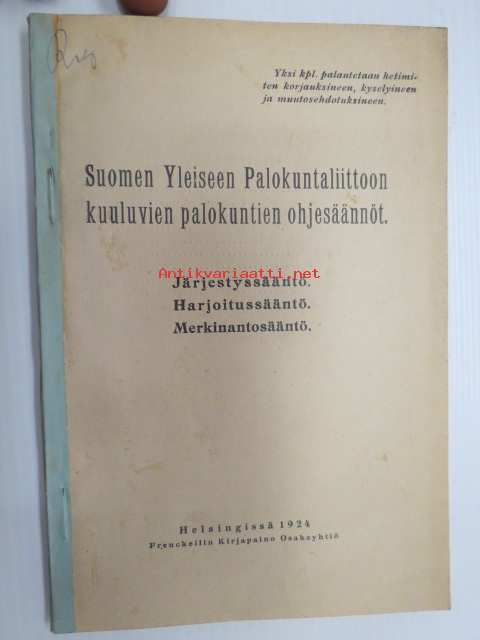 Yksi kpl. palautetaan hetimi-
ten korjauksineen, kyselyineen
ja muutosehdotuksineen.
Suomen Yleiseen Palokuntaliittoon
kuuluvien palokuntien ohjesäännöt.
Antikvariaatti.net
Järjestyssääntö.
Harjoitussääntö.
Merkinantosääntö.
Helsingissä 1924
Frenckellin Kirjapaino Osakeyhtiö